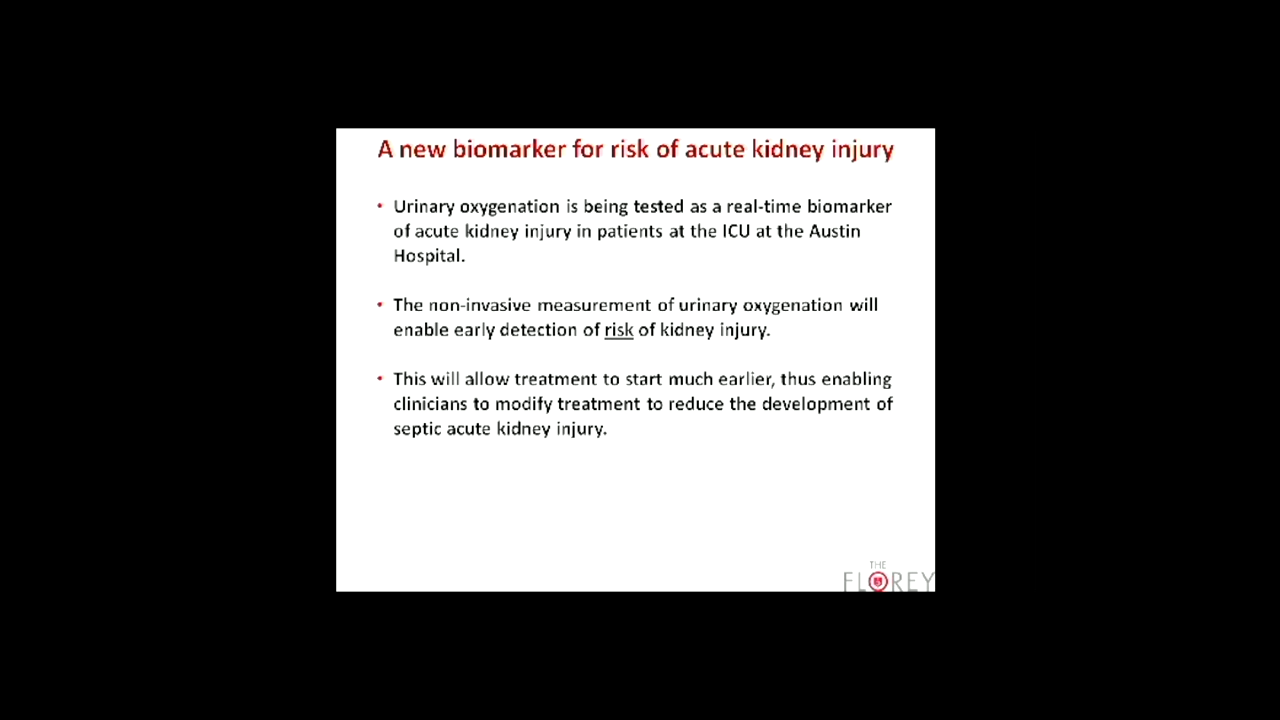 A new biomarker for risk of acute kidney injury
• Urinary oxygenation is being tested as a real-time biomarker
of acute kidney injury in patients at the ICU at the Austin
Hospital.
• The non-invasive measurement of urinary oxygenation will
enable early detection of risk of kidney injury.
• This will allow treatment to start much earlier, thus enabling
clinicians to modify treatment to reduce the development of
septic acute kidney injury.
THE
FLOREY